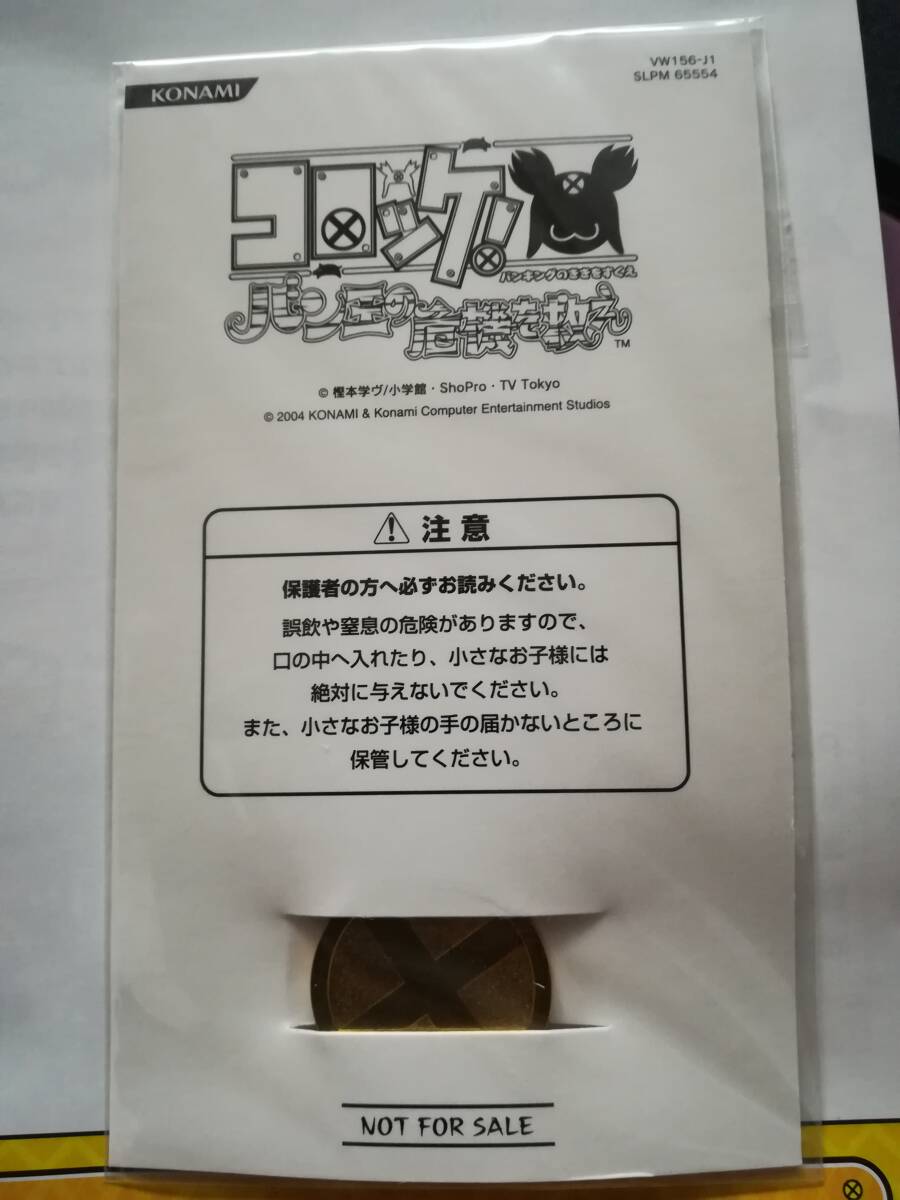 KONAMI
VW156-J1
SLPM 65554
コロッケ!
バンキングのききをすくえ
バン王の危機を救え
™
© 樫本学ヴ/小学館・ShoPro・TV Tokyo
© 2004 KONAMI & Konami Computer Entertainment Studios
注意
保護者の方へ必ずお読みください。
誤飲や窒息の危険がありますので、
口の中へ入れたり、小さなお子様には
絶対に与えないでください。
また、小さなお子様の手の届かないところに
保管してください。
NOT FOR SALE